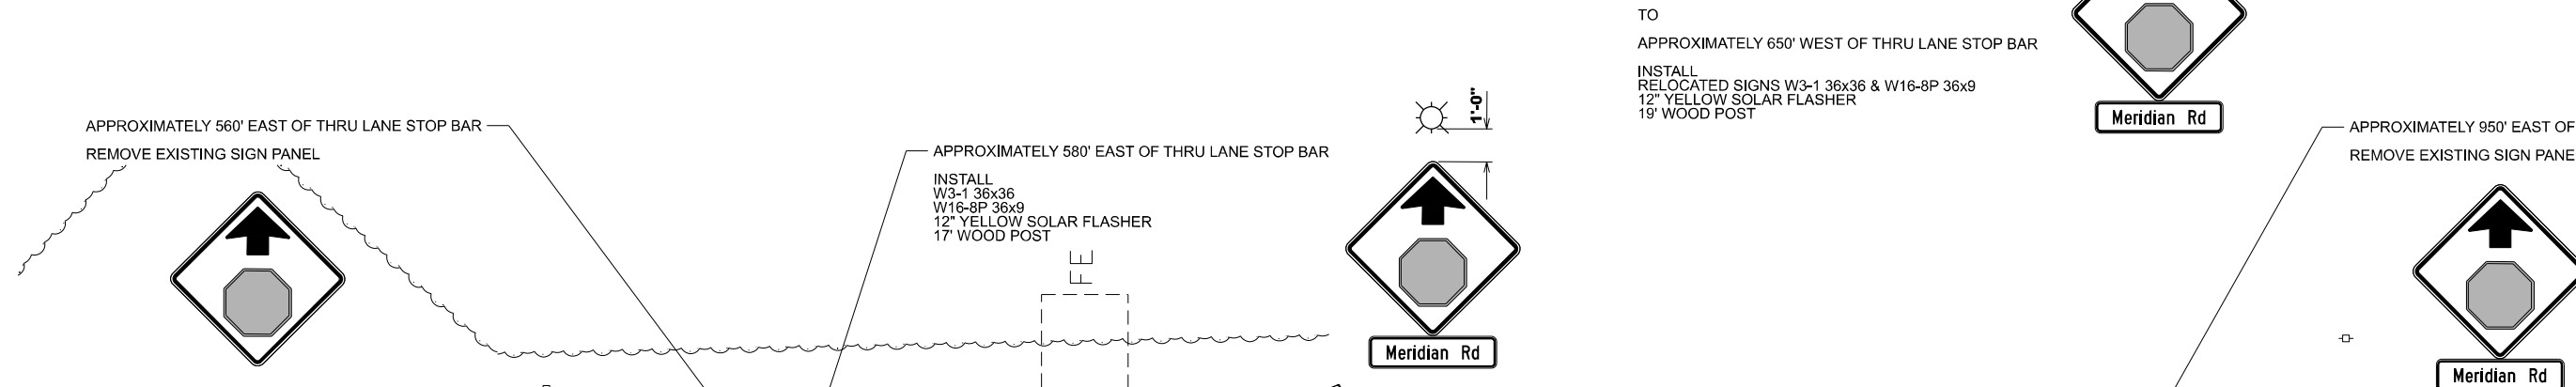 APPROXIMATELY 560' EAST OF THRU LANE STOP BAR
REMOVE EXISTING SIGN PANEL
APPROXIMATELY 580' EAST OF THRU LANE STOP BAR
INSTALL
W3-1 36x36
W16-8P 36x9
12" YELLOW SOLAR FLASHER
17' WOOD POST
FE
1'-0"
Meridian Rd
TO
APPROXIMATELY 650' WEST OF THRU LANE STOP BAR
INSTALL
RELOCATED SIGNS W3-1 36x36 & W16-8P 36x9
12" YELLOW SOLAR FLASHER
19' WOOD POST
Meridian Rd
APPROXIMATELY 950' EAST OF
REMOVE EXISTING SIGN PANE
Meridian Rd